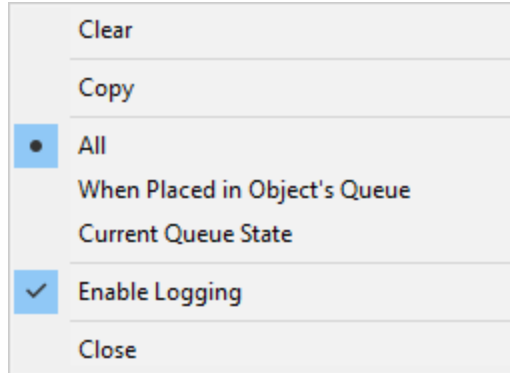 Clear
Copy
All
When Placed in Object's Queue
Current Queue State
Enable Logging
Close